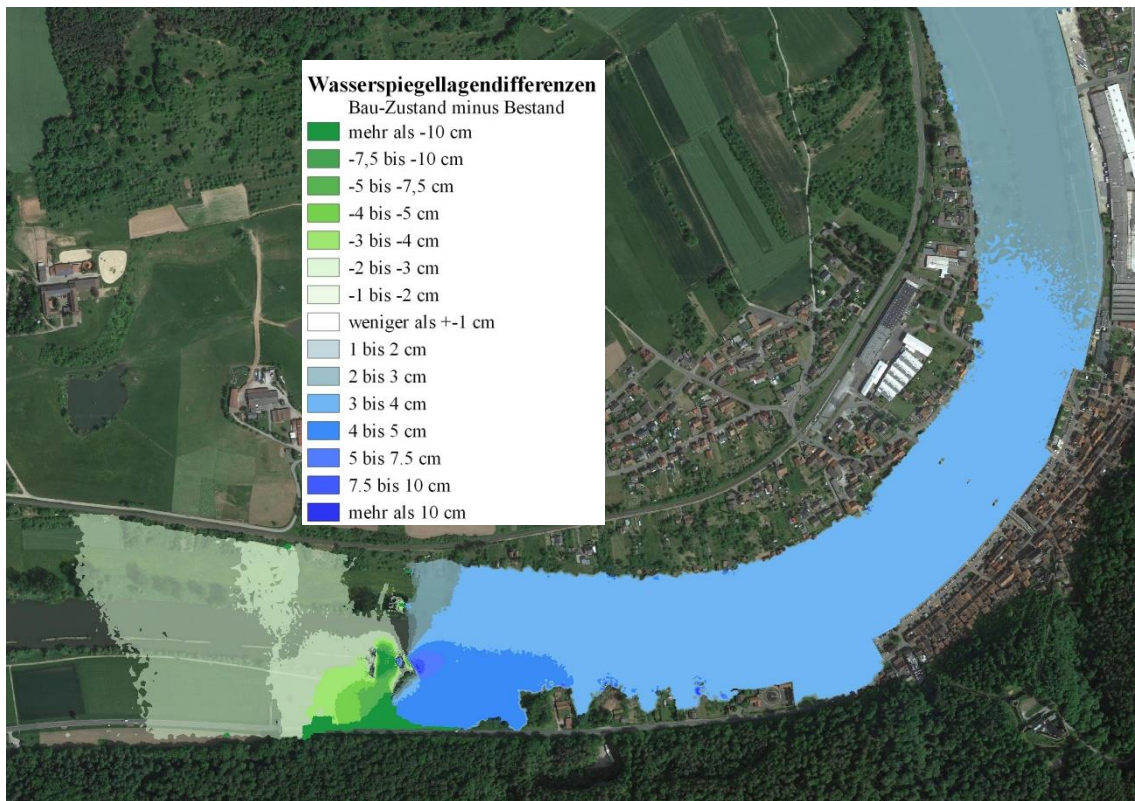 Wasserspiegellagendifferenzen
Bau-Zustand minus Bestand
mehr als -10 cm
-7,5 bis -10 cm
-5 bis -7,5 cm
-4 bis -5 cm
-3 bis -4 cm
-2 bis -3 cm
-1 bis -2 cm
weniger als +-1 cm
1 bis 2 cm
2 bis 3 cm
3 bis 4 cm
4 bis 5 cm
5 bis 7.5 cm
7.5 bis 10 cm
mehr als 10 cm